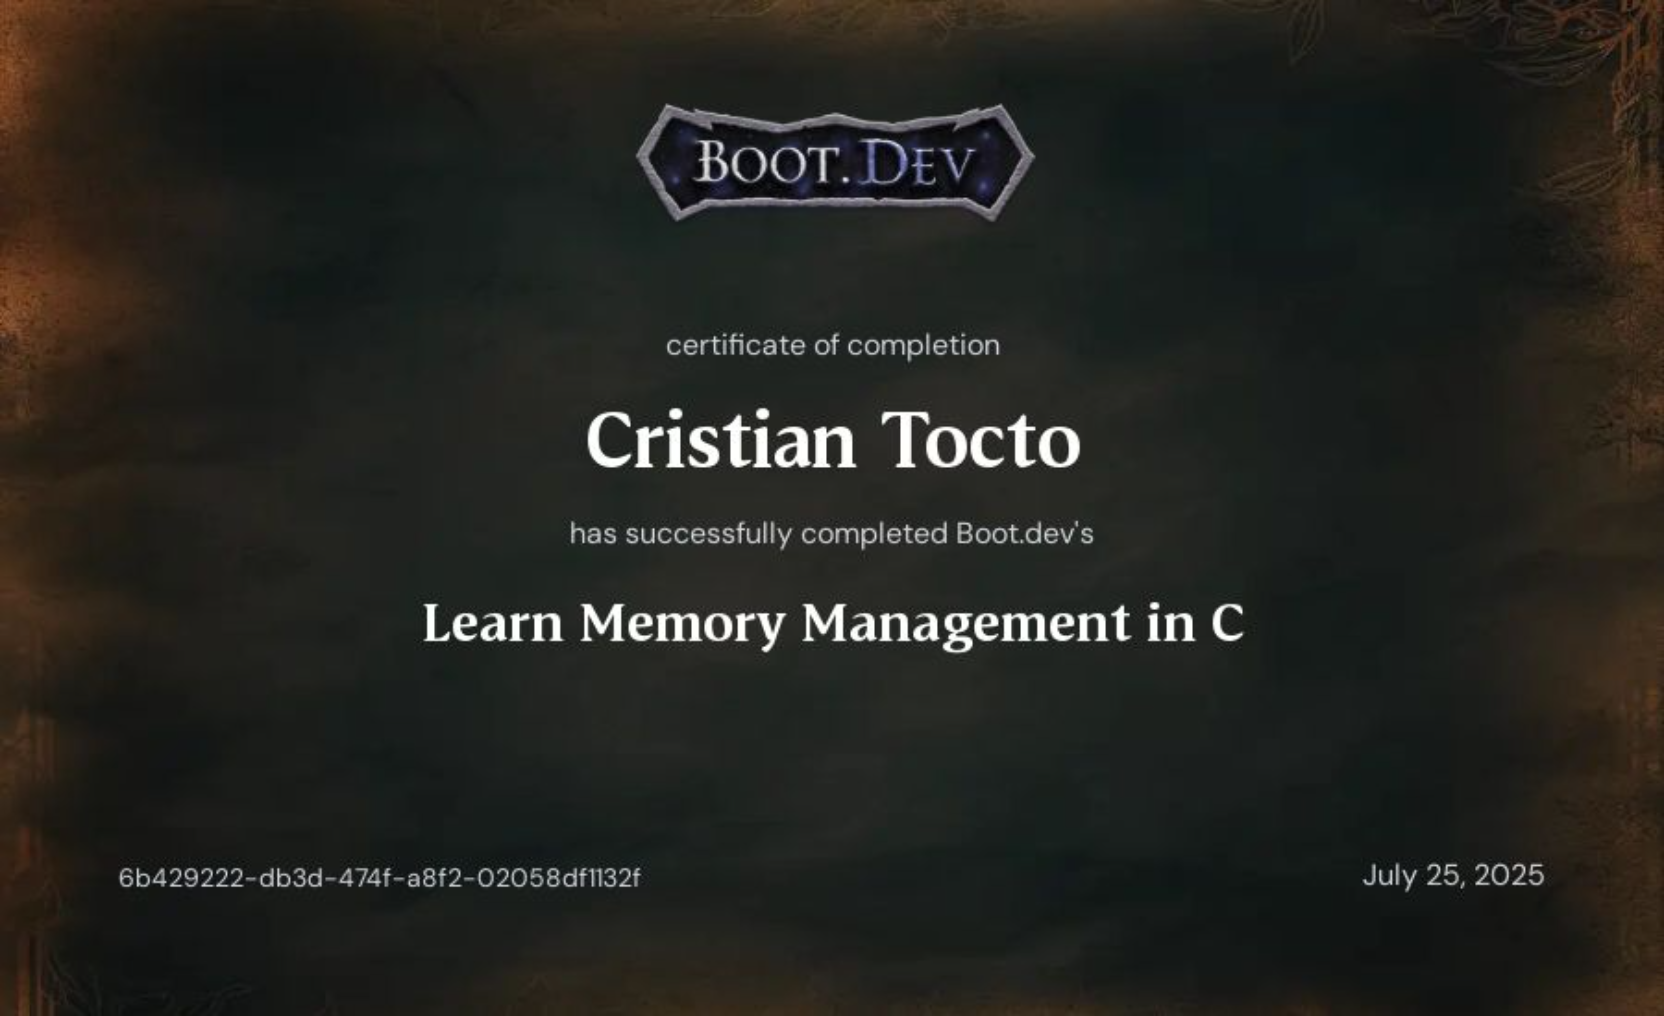 BOOT.DEV
certificate of completion
Cristian Tocto
has successfully completed Boot.dev's
Learn Memory Management in C
6b429222-db3d-474f-a8f2-02058df1132f
July 25, 2025